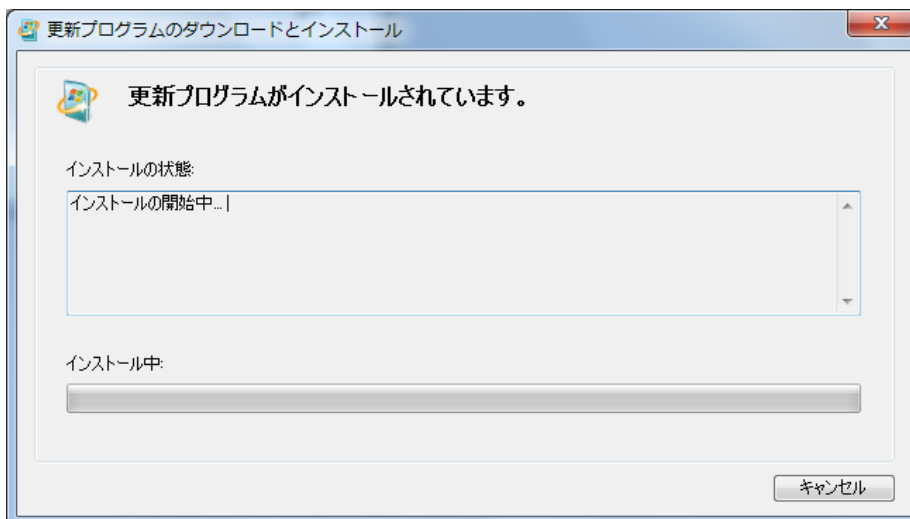 更新プログラムのダウンロードとインストール
更新プログラムがインストールされています。
インストールの状態:
インストールの開始中...
インストール中:
キャンセル